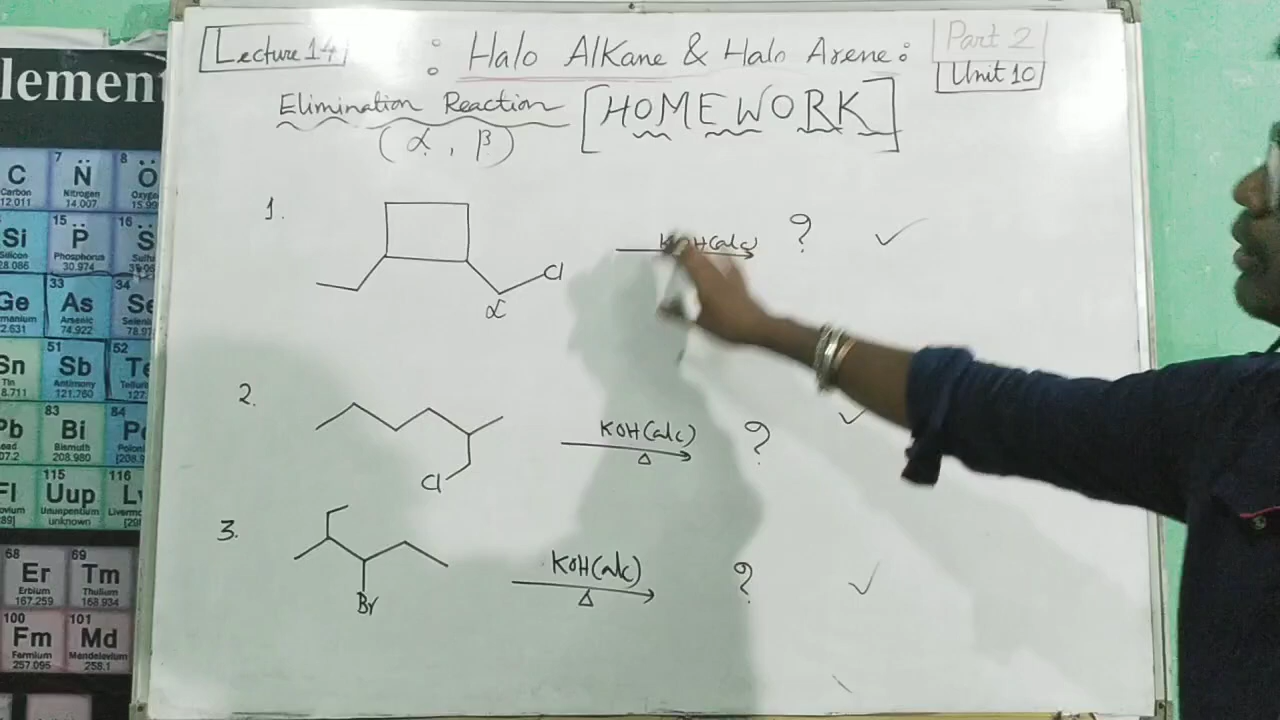 Lecture 14
: Halo Alkane & Halo Arene :
Part 2
Unit 10
Elimination Reaction
[HOMEWORK]
(α, β)
1.
Cl
α
KOH(alc)
?
2.
Cl
KOH(alc)
Δ
?
3.
Br
KOH(alc)
Δ
?
lement
C
Carbon
12.011
7
N
Nitrogen
14.007
8
O
Si
Silicon
28.086
15
P
Phosphorus
30.974
16
S
Ge
33
As
Arsenic
74.922
34
Se
Sn
Tin
51
Sb
Antimony
121.760
52
Pb
83
Bi
Bismuth
208.980
84
Fl
115
Uup
Ununpentium
unknown
116
68
Er
Erbium
167.259
69
Tm
Thulium
168.934
100
Fm
Fermium
257.095
101
Md
Mendelevium
258.1